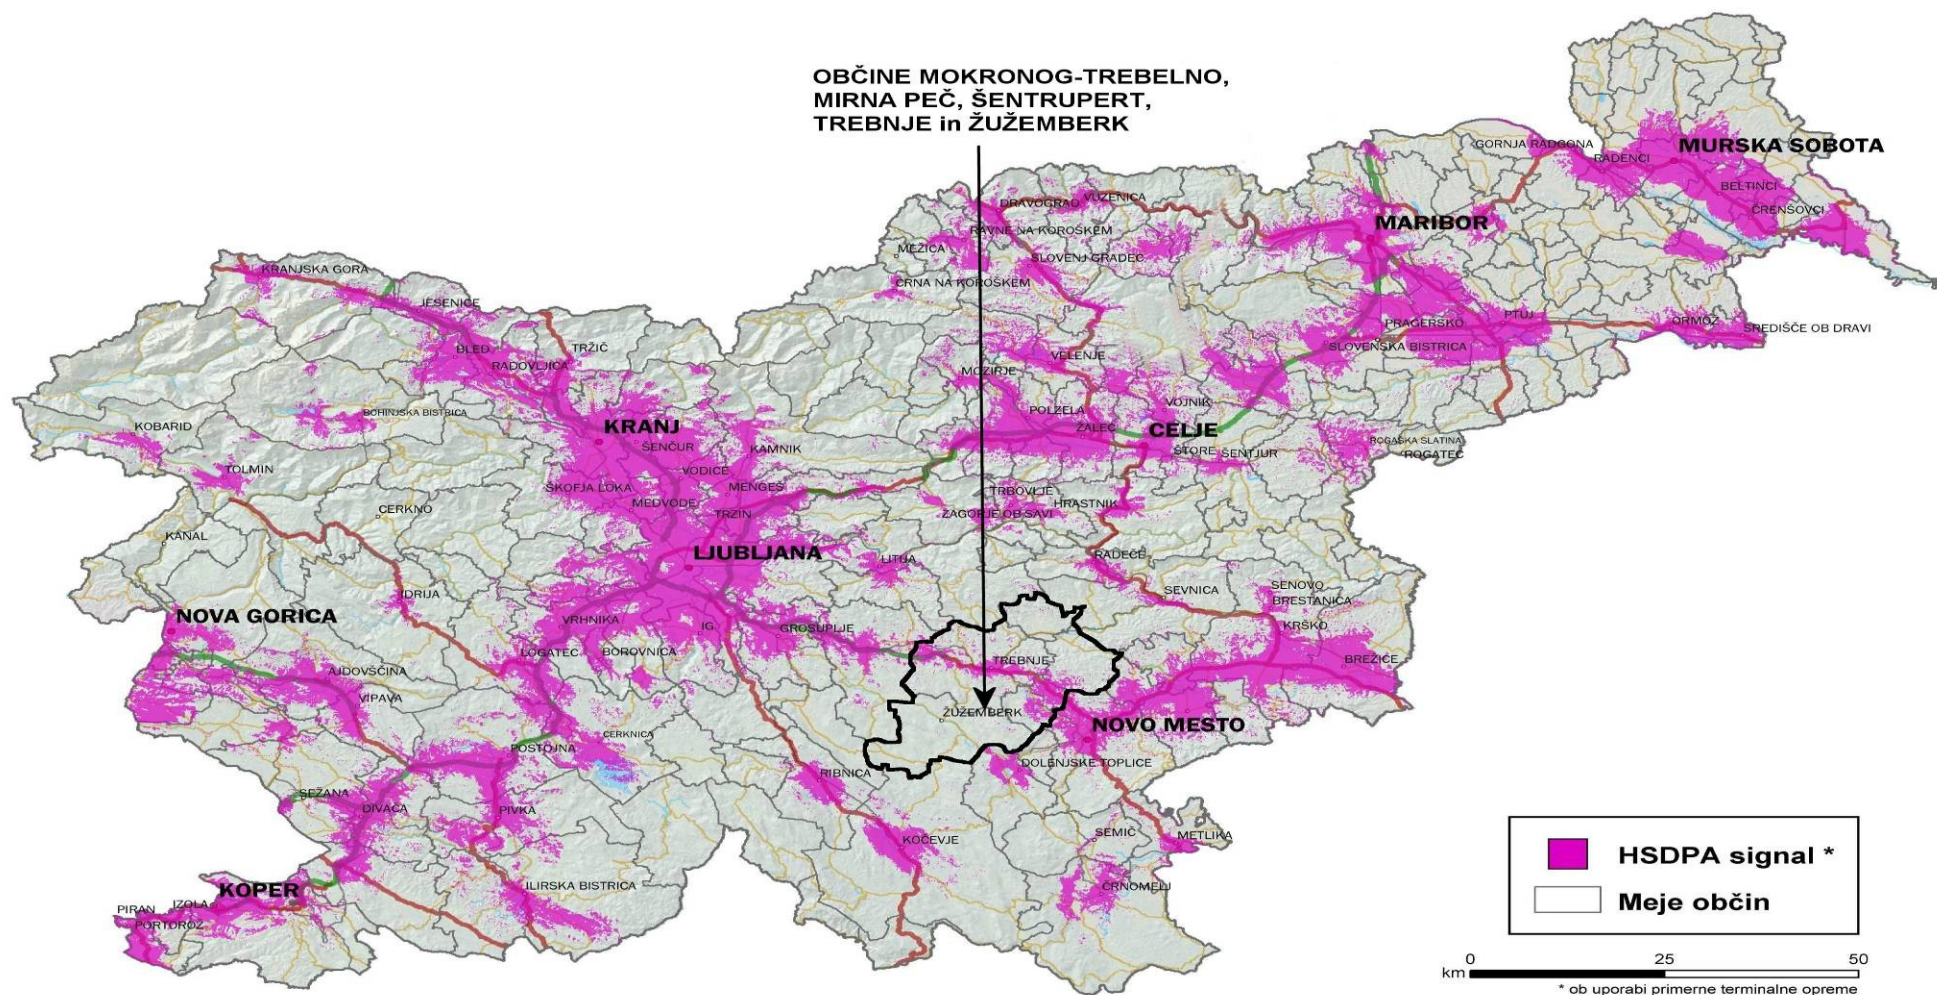 OBČINE MOKRONOG-TREBELNO,
MIRNA PEČ, ŠENTRUPERT,
TREBNJE in ŽUŽEMBERK
GORNJA RADGONA
MURSKA SOBOTA
RADENCI
BELTINCI
ČRENŠOVCI
DRAVOGRAD
VUZENICA
MARIBOR
RAVNE NA KOROŠKEM
MEŽICA
SLOVENJ GRADEC
ČRNA NA KOROŠKEM
KRANJSKA GORA
JESENICE
PTUJ
PRAGERSKO
ORMOŽ
SREDIŠČE OB DRAVI
SLOVENSKA BISTRICA
BLED
TRŽIČ
RADOVLJICA
VELENJE
MOZIRJE
VOJNIK
POLZELA
BOHINJSKA BISTRICA
KRANJ
ŽALEC
CELJE
KOBARID
ŠENČUR
KAMNIK
ŠTORE
ŠENTJUR
ROGAŠKA SLATINA
ROGATEC
TOLMIN
VODICE
ŠKOFJA LOKA
MENGEŠ
MEDVODE
TRBOVLJE
HRASTNIK
CERKNO
TRZIN
ZAGORJE OB SAVI
KANAL
LJUBLJANA
LITIJA
RADEČE
IDRIJA
SEVNICA
SENOVO
BRESTANICA
NOVA GORICA
VRHNIKA
IG
GROSUPLJE
KRŠKO
LOGATEC
BOROVNICA
TREBNJE
BREŽICE
AJDOVŠČINA
VIPAVA
ŽUŽEMBERK
NOVO MESTO
CERKNICA
POSTOJNA
DOLENJSKE TOPLICE
RIBNICA
SEŽANA
DIVAČA
PIVKA
KOČEVJE
SEMIČ
METLIKA
KOPER
ILIRSKA BISTRICA
ČRNOMELJ
PIRAN
IZOLA
PORTOROŽ
HSDPA signal *
Meje občin
0 25 50
km
* ob uporabi primerne terminalne opreme